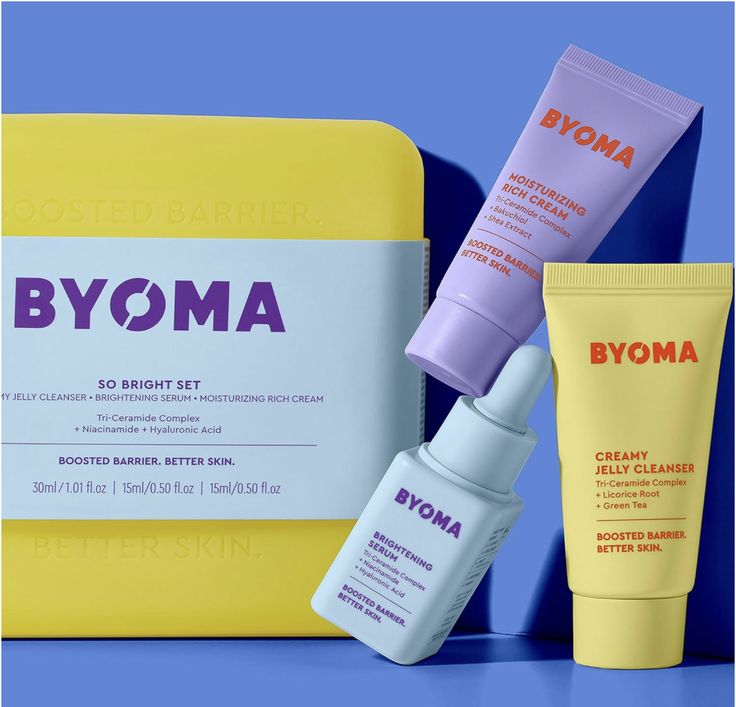 BOOSTED BARRIER.
BYOMA
SO BRIGHT SET
MY JELLY CLEANSER • BRIGHTENING SERUM • MOISTURIZING RICH CREAM
Tri-Ceramide Complex
+ Niacinamide + Hyaluronic Acid
BOOSTED BARRIER. BETTER SKIN.
30ml/1.01 fl.oz | 15ml/0.50 fl.oz | 15ml/0.50 fl.oz
BETTER SKIN.
BYOMA
MOISTURIZING
RICH CREAM
Tri-Ceramide Complex
+ Bakuchiol
+ Shea Extract
BOOSTED BARRIER.
BETTER SKIN.
BYOMA
BRIGHTENING
SERUM
Tri-Ceramide Complex
+ Niacinamide
+ Hyaluronic Acid
BOOSTED BARRIER.
BETTER SKIN.
BYOMA
CREAMY
JELLY CLEANSER
Tri-Ceramide Complex
+ Licorice Root
+ Green Tea
BOOSTED BARRIER.
BETTER SKIN.